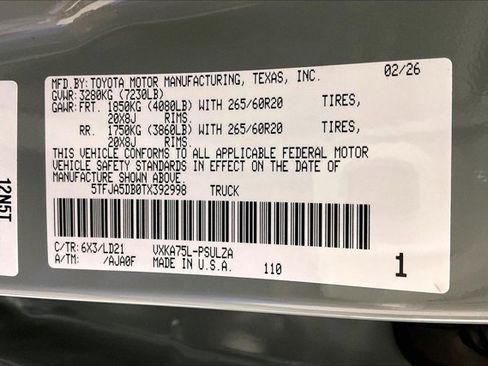 MFD.BY:TOYOTA MOTOR MANUFACTURING, TEXAS, INC. 02/26
GVWR: 3280KG (7230LB)
GAWR: FRT. 1850KG (4080LB) WITH 265/60R20 TIRES,
20X8J RIMS.
RR. 1750KG (3860LB) WITH 265/60R20 TIRES,
20X8J RIMS.
THIS VEHICLE CONFORMS TO ALL APPLICABLE FEDERAL MOTOR
VEHICLE SAFETY STANDARDS IN EFFECT ON THE DATE OF
MANUFACTURE SHOWN ABOVE.
5TFJA5DB0TX392998 TRUCK
C/TR: 6X3/LD21 VXKA75L-PSULZA
A/TM: /AJA0F MADE IN U.S.A. 110 1
12N5T